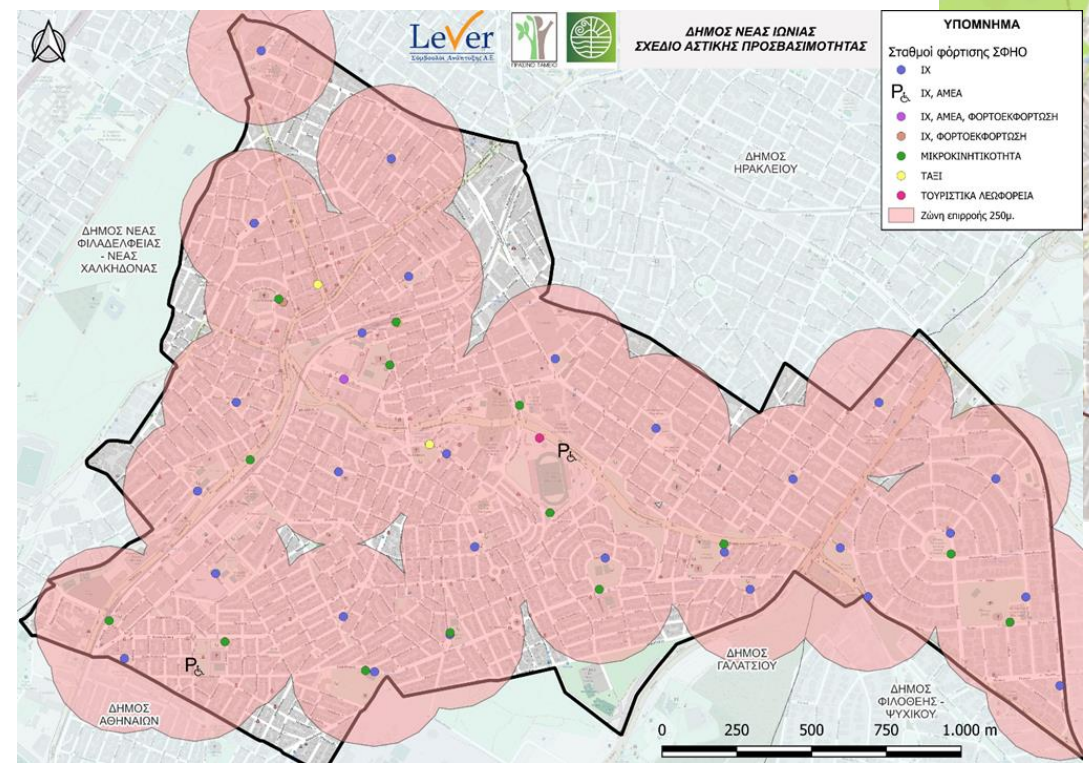 LeVer
Σύμβουλοι Ανάπτυξης Α.Ε.
ΠΡΑΣΙΝΟ ΤΑΜΕΙΟ
ΔΗΜΟΣ ΝΕΑΣ ΙΩΝΙΑΣ
ΣΧΕΔΙΟ ΑΣΤΙΚΗΣ ΠΡΟΣΒΑΣΙΜΟΤΗΤΑΣ
ΥΠΟΜΝΗΜΑ
Σταθμοί φόρτισης ΣΦΗΟ
ΙΧ
P ΙΧ, ΑΜΕΑ
ΙΧ, ΑΜΕΑ, ΦΟΡΤΟΕΚΦΟΡΤΩΣΗ
ΙΧ, ΦΟΡΤΟΕΚΦΟΡΤΩΣΗ
ΜΙΚΡΟΚΙΝΗΤΙΚΟΤΗΤΑ
ΤΑΞΙ
ΤΟΥΡΙΣΤΙΚΑ ΛΕΩΦΟΡΕΙΑ
Ζώνη επιρροής 250μ.
ΔΗΜΟΣ
ΗΡΑΚΛΕΙΟΥ
ΔΗΜΟΣ ΝΕΑΣ
ΦΙΛΑΔΕΛΦΕΙΑΣ
- ΝΕΑΣ
ΧΑΛΚΗΔΟΝΑΣ
P
P
ΔΗΜΟΣ
ΓΑΛΑΤΣΙΟΥ
ΔΗΜΟΣ
ΑΘΗΝΑΙΩΝ
ΔΗΜΟΣ
ΦΙΛΟΘΕΗΣ -
ΨΥΧΙΚΟΥ
0 250 500 750 1.000 m